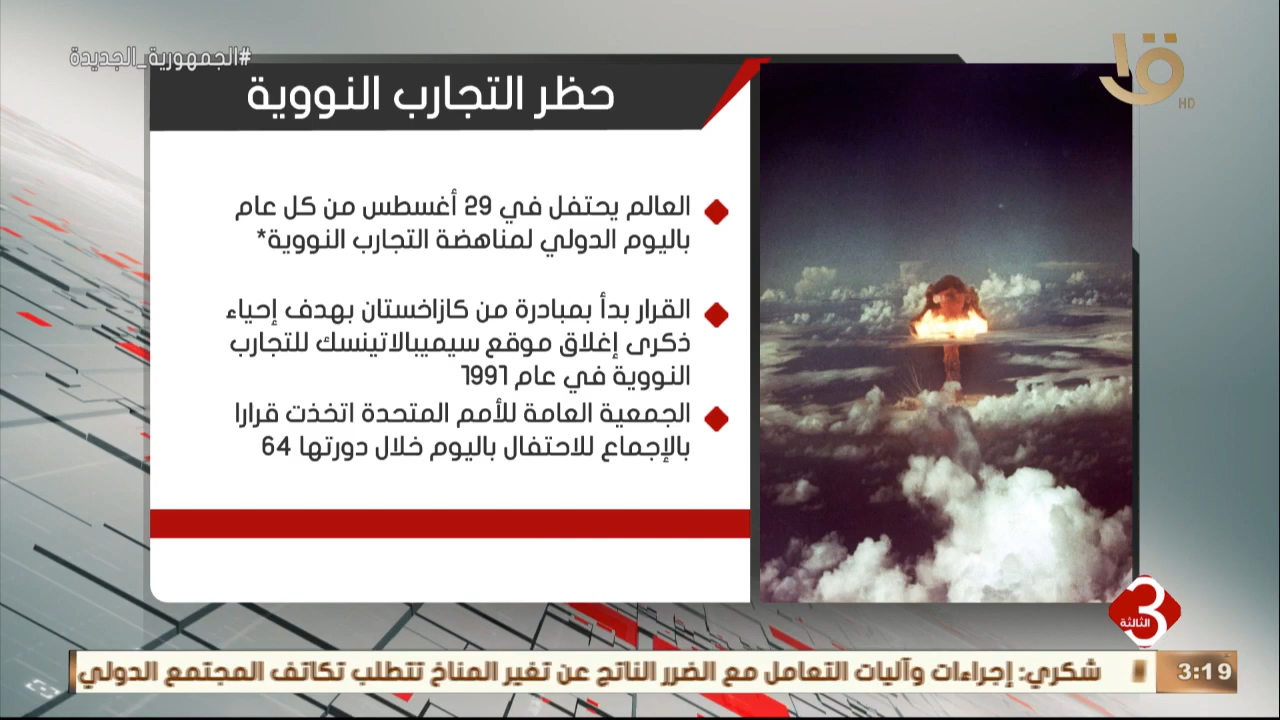 #الجمهورية_الجديدة
HD
حظر التجارب النووية
العالم يحتفل في 29 أغسطس من كل عام
باليوم الدولي لمناهضة التجارب النووية*
القرار بدأ بمبادرة من كازاخستان بهدف إحياء
ذكرى إغلاق موقع سيميبالاتينسك للتجارب
النووية في عام 1991
الجمعية العامة للأمم المتحدة اتخذت قرارا
بالإجماع للاحتفال باليوم خلال دورتها 64
3
الثالثة
3:19
شكري: إجراءات وآليات التعامل مع الضرر الناتج عن تغير المناخ تتطلب تكاتف المجتمع الدولي